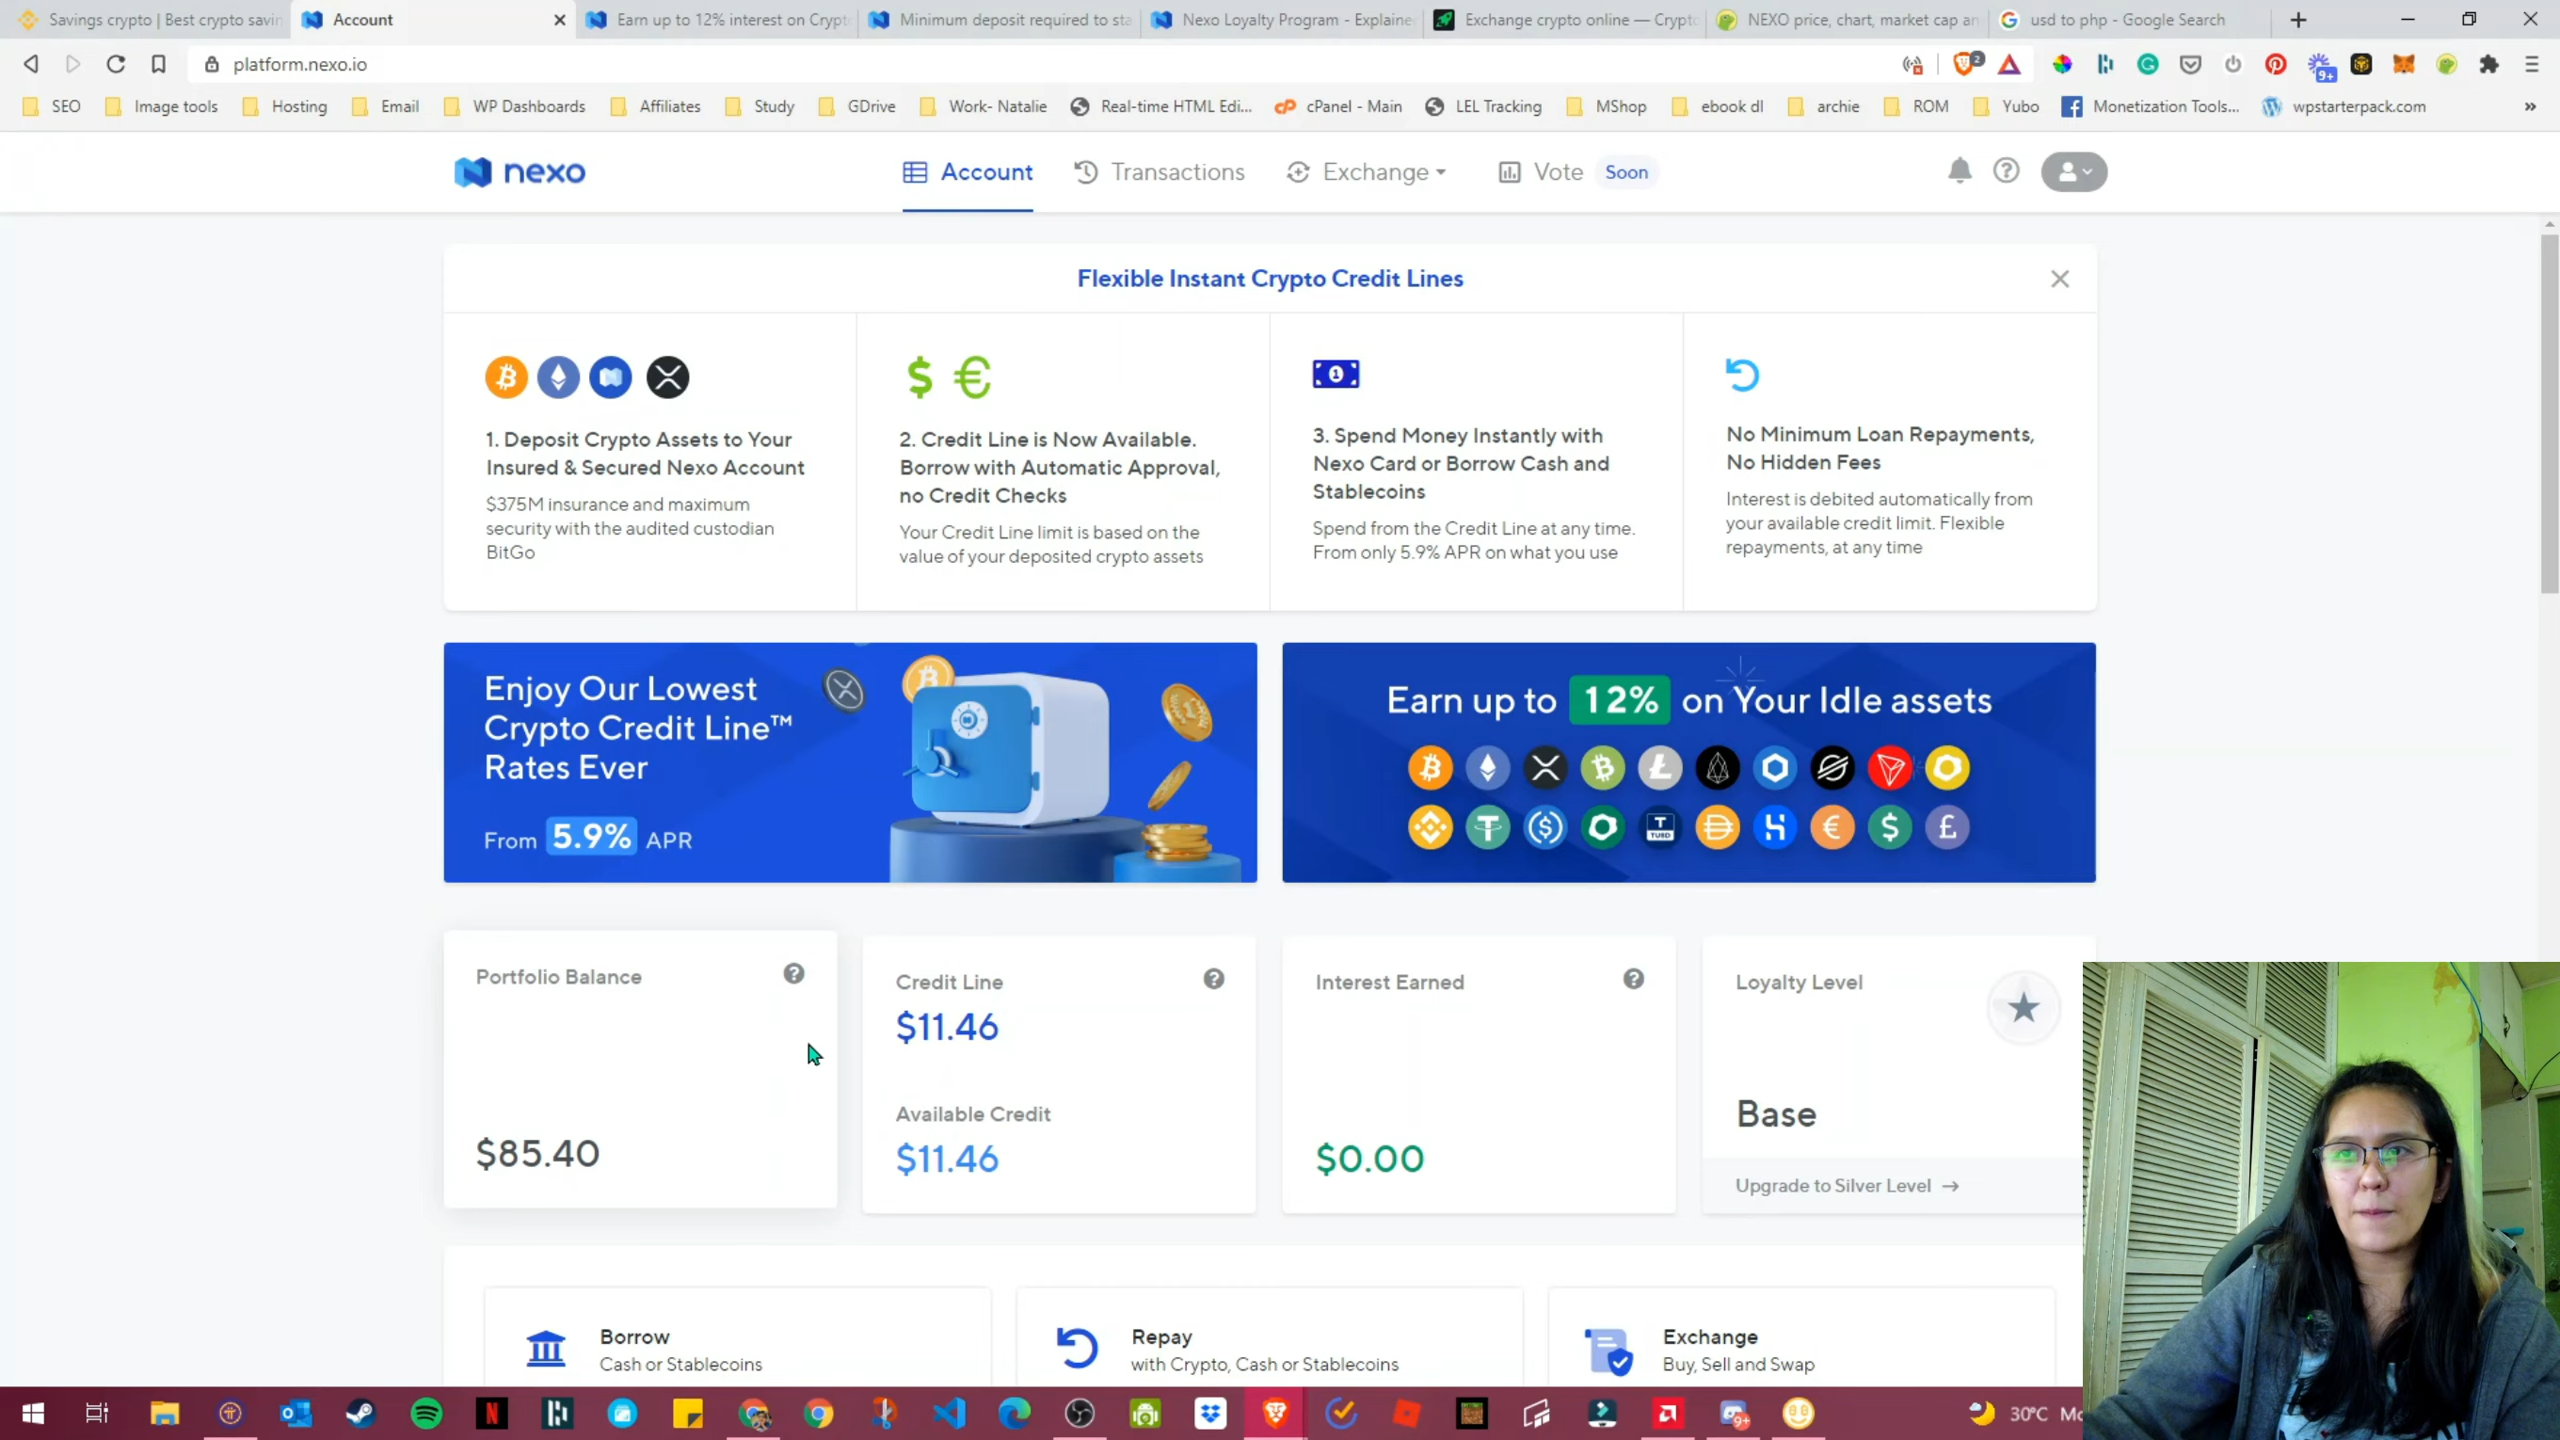 Savings crypto | Best crypto savin
Account
Earn up to 12% interest on Crypt
Minimum deposit required to sta
Nexo Loyalty Program - Explaine
Exchange crypto online — Crypto
NEXO price, chart, market cap an
usd to php - Google Search
platform.nexo.io
2
9+
SEO
Image tools
Hosting
Email
WP Dashboards
Affiliates
Study
GDrive
Work- Natalie
Real-time HTML Edi...
cPanel - Main
LEL Tracking
MShop
ebook dl
archie
ROM
Yubo
Monetization Tools...
wpstarterpack.com
»
nexo
Account
Transactions
Exchange
Vote
Soon
Flexible Instant Crypto Credit Lines
1. Deposit Crypto Assets to Your
Insured & Secured Nexo Account
$375M insurance and maximum
security with the audited custodian
BitGo
2. Credit Line is Now Available.
Borrow with Automatic Approval,
no Credit Checks
Your Credit Line limit is based on the
value of your deposited crypto assets
3. Spend Money Instantly with
Nexo Card or Borrow Cash and
Stablecoins
Spend from the Credit Line at any time.
From only 5.9% APR on what you use
No Minimum Loan Repayments,
No Hidden Fees
Interest is debited automatically from
your available credit limit. Flexible
repayments, at any time
Enjoy Our Lowest
Crypto Credit Line™
Rates Ever
From 5.9% APR
Earn up to 12% on Your Idle assets
Portfolio Balance
$85.40
Credit Line
$11.46
Available Credit
$11.46
Interest Earned
$0.00
Loyalty Level
Base
Upgrade to Silver Level →
Borrow
Cash or Stablecoins
Repay
with Crypto, Cash or Stablecoins
Exchange
Buy, Sell and Swap
9+
30°C